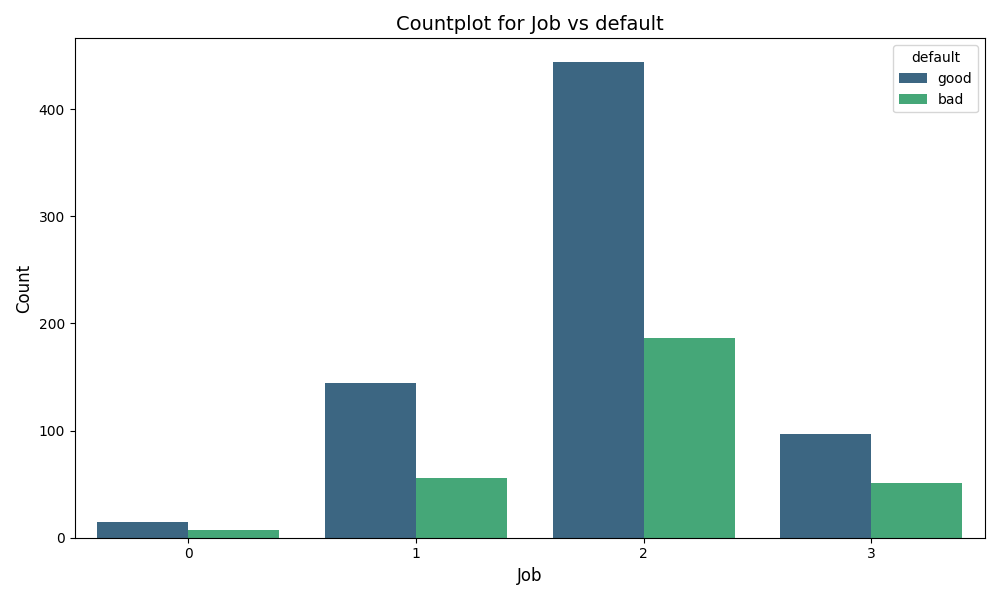 Countplot for Job vs default
default
good
bad
Count
400
300
200
100
0
0 1 2 3
Job